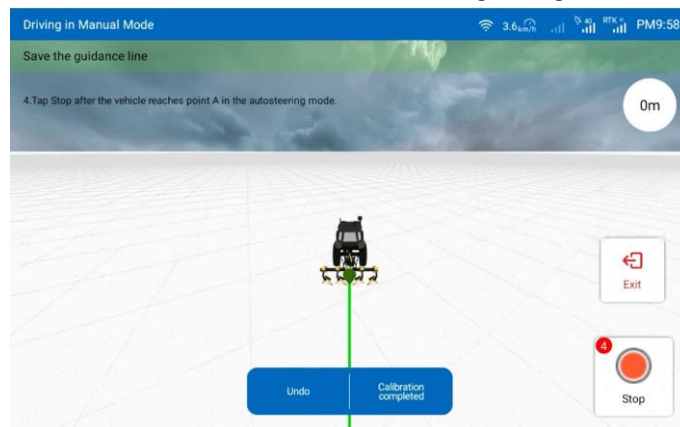 Driving in Manual Mode
3.6km/h
40
RTK
PM9:58
Save the guidance line
4.Tap Stop after the vehicle reaches point A in the autosteering mode.
0m
Exit
4
Stop
Undo
Calibration
completed